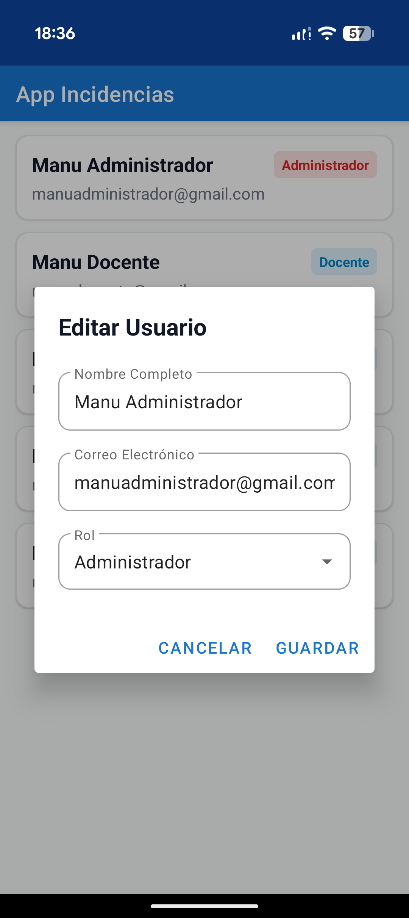 18:36
57
App Incidencias
Manu Administrador
Administrador
manuadministrador@gmail.com
Manu Docente
Docente
Editar Usuario
Nombre Completo
Manu Administrador
Correo Electrónico
manuadministrador@gmail.com
Rol
Administrador
CANCELAR
GUARDAR